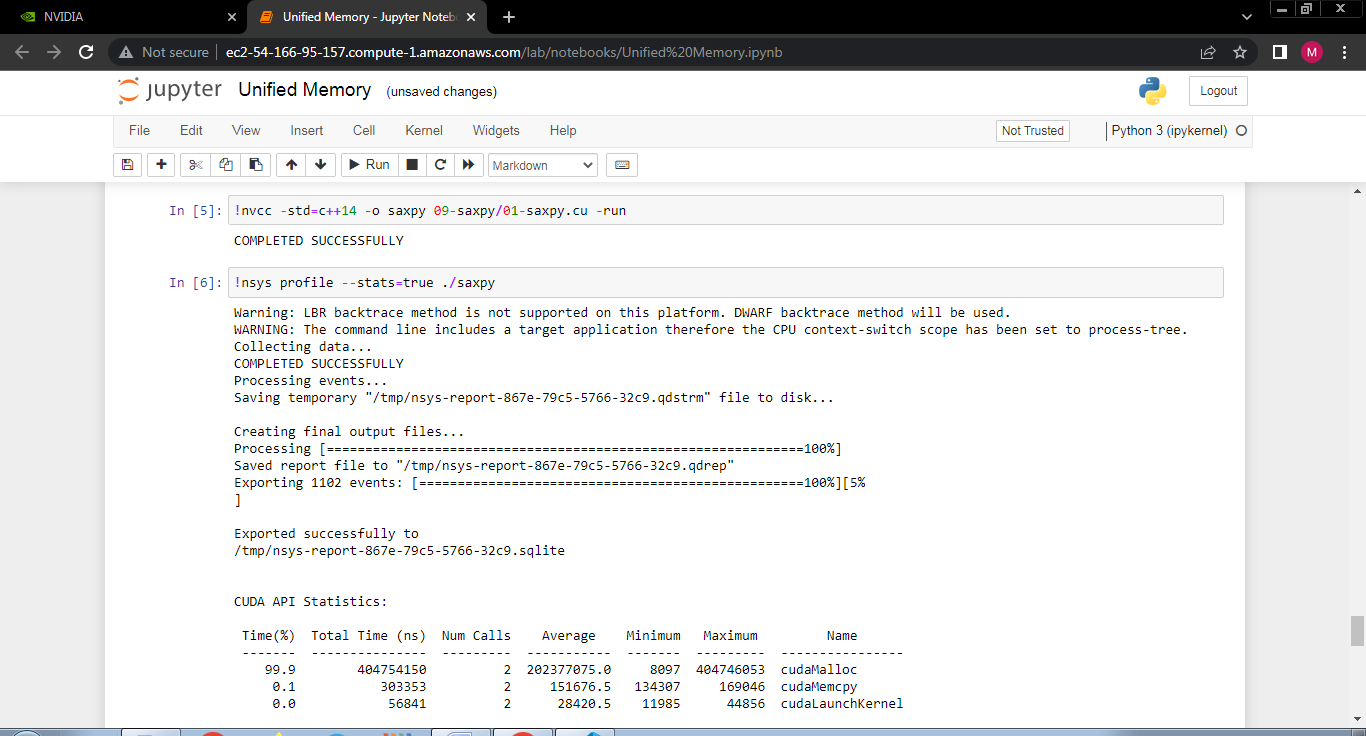 NVIDIA
Unified Memory - Jupyter Noteb
Not secure | ec2-54-166-95-157.compute-1.amazonaws.com/lab/notebooks/Unified%20Memory.ipynb
M
jupyter Unified Memory (unsaved changes)
Logout
File Edit View Insert Cell Kernel Widgets Help
Not Trusted
Python 3 (ipykernel)
Run
Markdown
In [5]: !nvcc -std=c++14 -o saxpy 09-saxpy/01-saxpy.cu -run
COMPLETED SUCCESSFULLY
In [6]: !nsys profile --stats=true ./saxpy
Warning: LBR backtrace method is not supported on this platform. DWARF backtrace method will be used.
WARNING: The command line includes a target application therefore the CPU context-switch scope has been set to process-tree.
Collecting data...
COMPLETED SUCCESSFULLY
Processing events...
Saving temporary "/tmp/nsys-report-867e-79c5-5766-32c9.qdstrm" file to disk...
Creating final output files...
Processing [==============================================================100%]
Saved report file to "/tmp/nsys-report-867e-79c5-5766-32c9.qdrep"
Exporting 1102 events: [==================================================100%][5%
]
Exported successfully to
/tmp/nsys-report-867e-79c5-5766-32c9.sqlite
CUDA API Statistics:
Time(%) Total Time (ns) Num Calls Average Minimum Maximum Name
------- --------------- --------- ----------- ------- --------- ----------------
99.9 404754150 2 202377075.0 8097 404746053 cudaMalloc
0.1 303353 2 151676.5 134307 169046 cudaMemcpy
0.0 56841 2 28420.5 11985 44856 cudaLaunchKernel